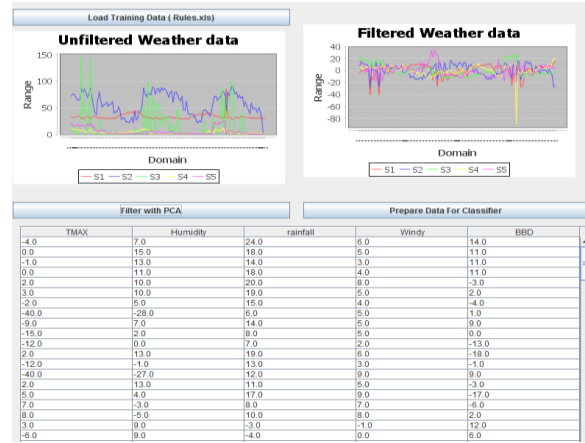 Load Training Data ( Rules.xls)
Unfiltered Weather data
Range
150
100
50
0
Domain
S1 S2 S3 S4 S5
Filtered Weather data
Range
40
20
0
-20
-40
-60
-80
Domain
S1 S2 S3 S4 S5
Filter with PCA
Prepare Data For Classifier
TMAX Humidity rainfall Windy BBD
-4.0 7.0 24.0 6.0 14.0
0.0 15.0 18.0 5.0 11.0
-1.0 13.0 14.0 3.0 11.0
0.0 11.0 18.0 4.0 11.0
2.0 10.0 20.0 8.0 -3.0
3.0 10.0 19.0 5.0 2.0
-2.0 5.0 15.0 4.0 -4.0
-40.0 -28.0 6.0 5.0 1.0
-9.0 7.0 14.0 5.0 9.0
-15.0 2.0 8.0 5.0 0.0
-12.0 0.0 7.0 2.0 -13.0
2.0 13.0 19.0 6.0 -18.0
-12.0 -1.0 13.0 3.0 -1.0
-40.0 -27.0 12.0 9.0 9.0
2.0 13.0 11.0 5.0 -3.0
5.0 4.0 17.0 9.0 -17.0
7.0 -3.0 8.0 7.0 -6.0
8.0 -5.0 10.0 8.0 2.0
3.0 9.0 -3.0 -1.0 12.0
-6.0 9.0 -4.0 0.0 6.0